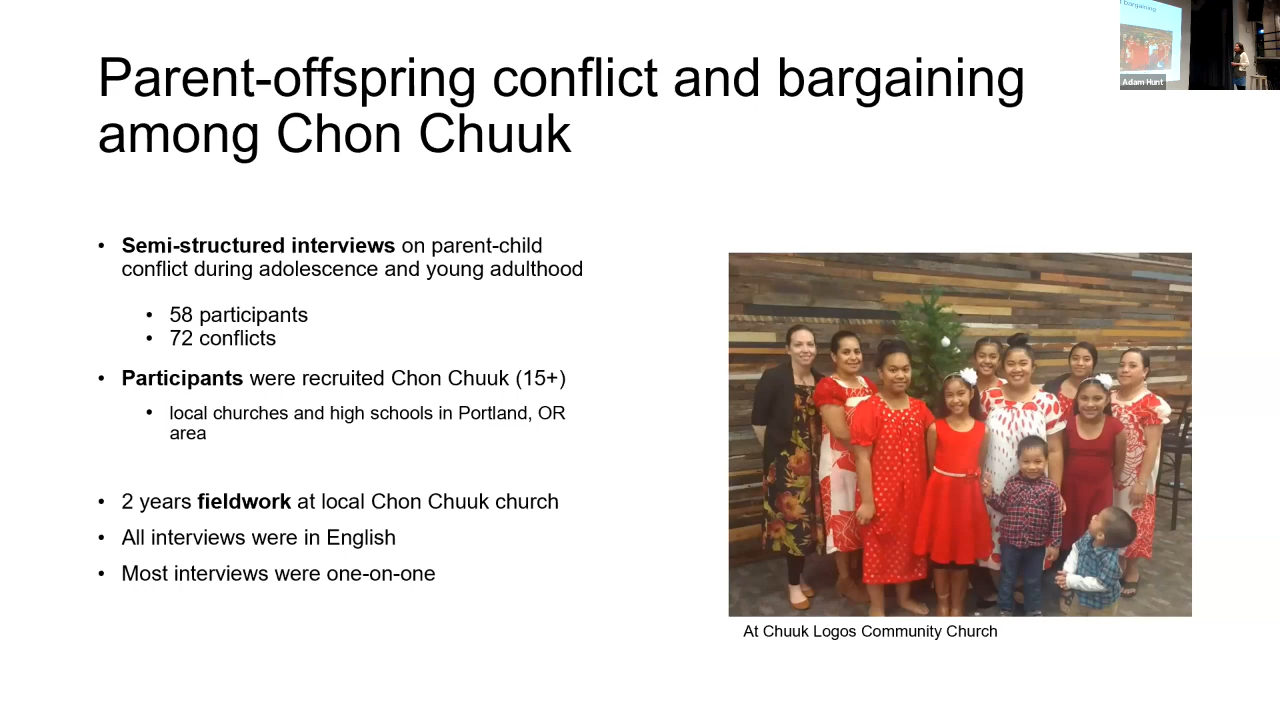 Parent-offspring conflict and bargaining
among Chon Chuuk
bargaining
Adam Hunt
• Semi-structured interviews on parent-child
conflict during adolescence and young adulthood
• 58 participants
• 72 conflicts
• Participants were recruited Chon Chuuk (15+)
• local churches and high schools in Portland, OR
area
• 2 years fieldwork at local Chon Chuuk church
• All interviews were in English
• Most interviews were one-on-one
At Chuuk Logos Community Church